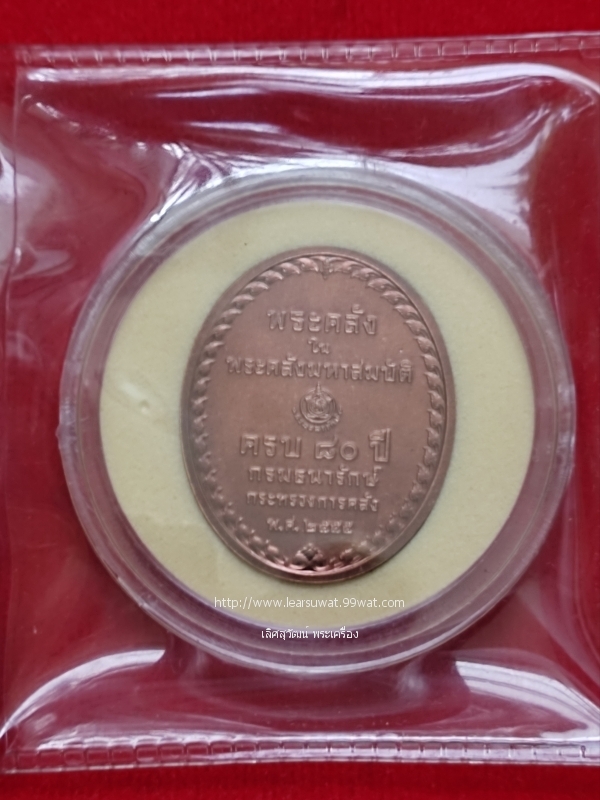 พระคลัง
ใน
พระคลังมหาสมบัติ
ครบ ๘๐ ปี
กรมธนารักษ์
กระทรวงการคลัง
พ.ศ.๒๕๕๕
http://www.learsuwat.99wat.com
เลิศสุวัฒน์ พระเครื่อง